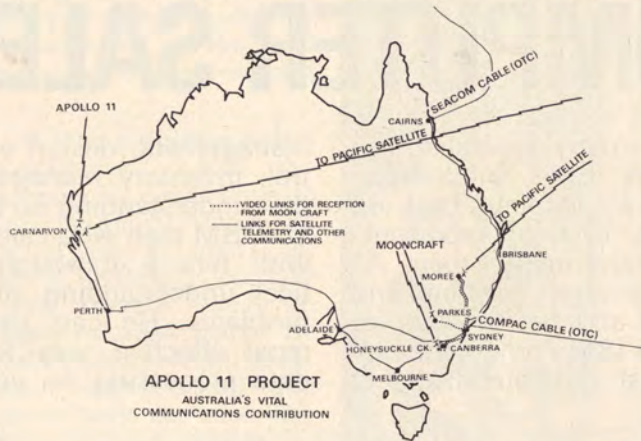 APOLLO 11
SEACOM CABLE (OTC)
CAIRNS
TO PACIFIC SATELLITE
VIDEO LINKS FOR RECEPTION
FROM MOON CRAFT
LINKS FOR SATELLITE
TELEMETRY AND OTHER
COMMUNICATIONS
TO PACIFIC SATELLITE
CARNARVON
BRISBANE
MOONCRAFT
MOREE
PERTH
PARKES
COMPAC CABLE (OTC)
ADELAIDE
SYDNEY
HONEYSUCKLE CK.
CANBERRA
MELBOURNE
APOLLO 11 PROJECT
AUSTRALIA'S VITAL
COMMUNICATIONS CONTRIBUTION